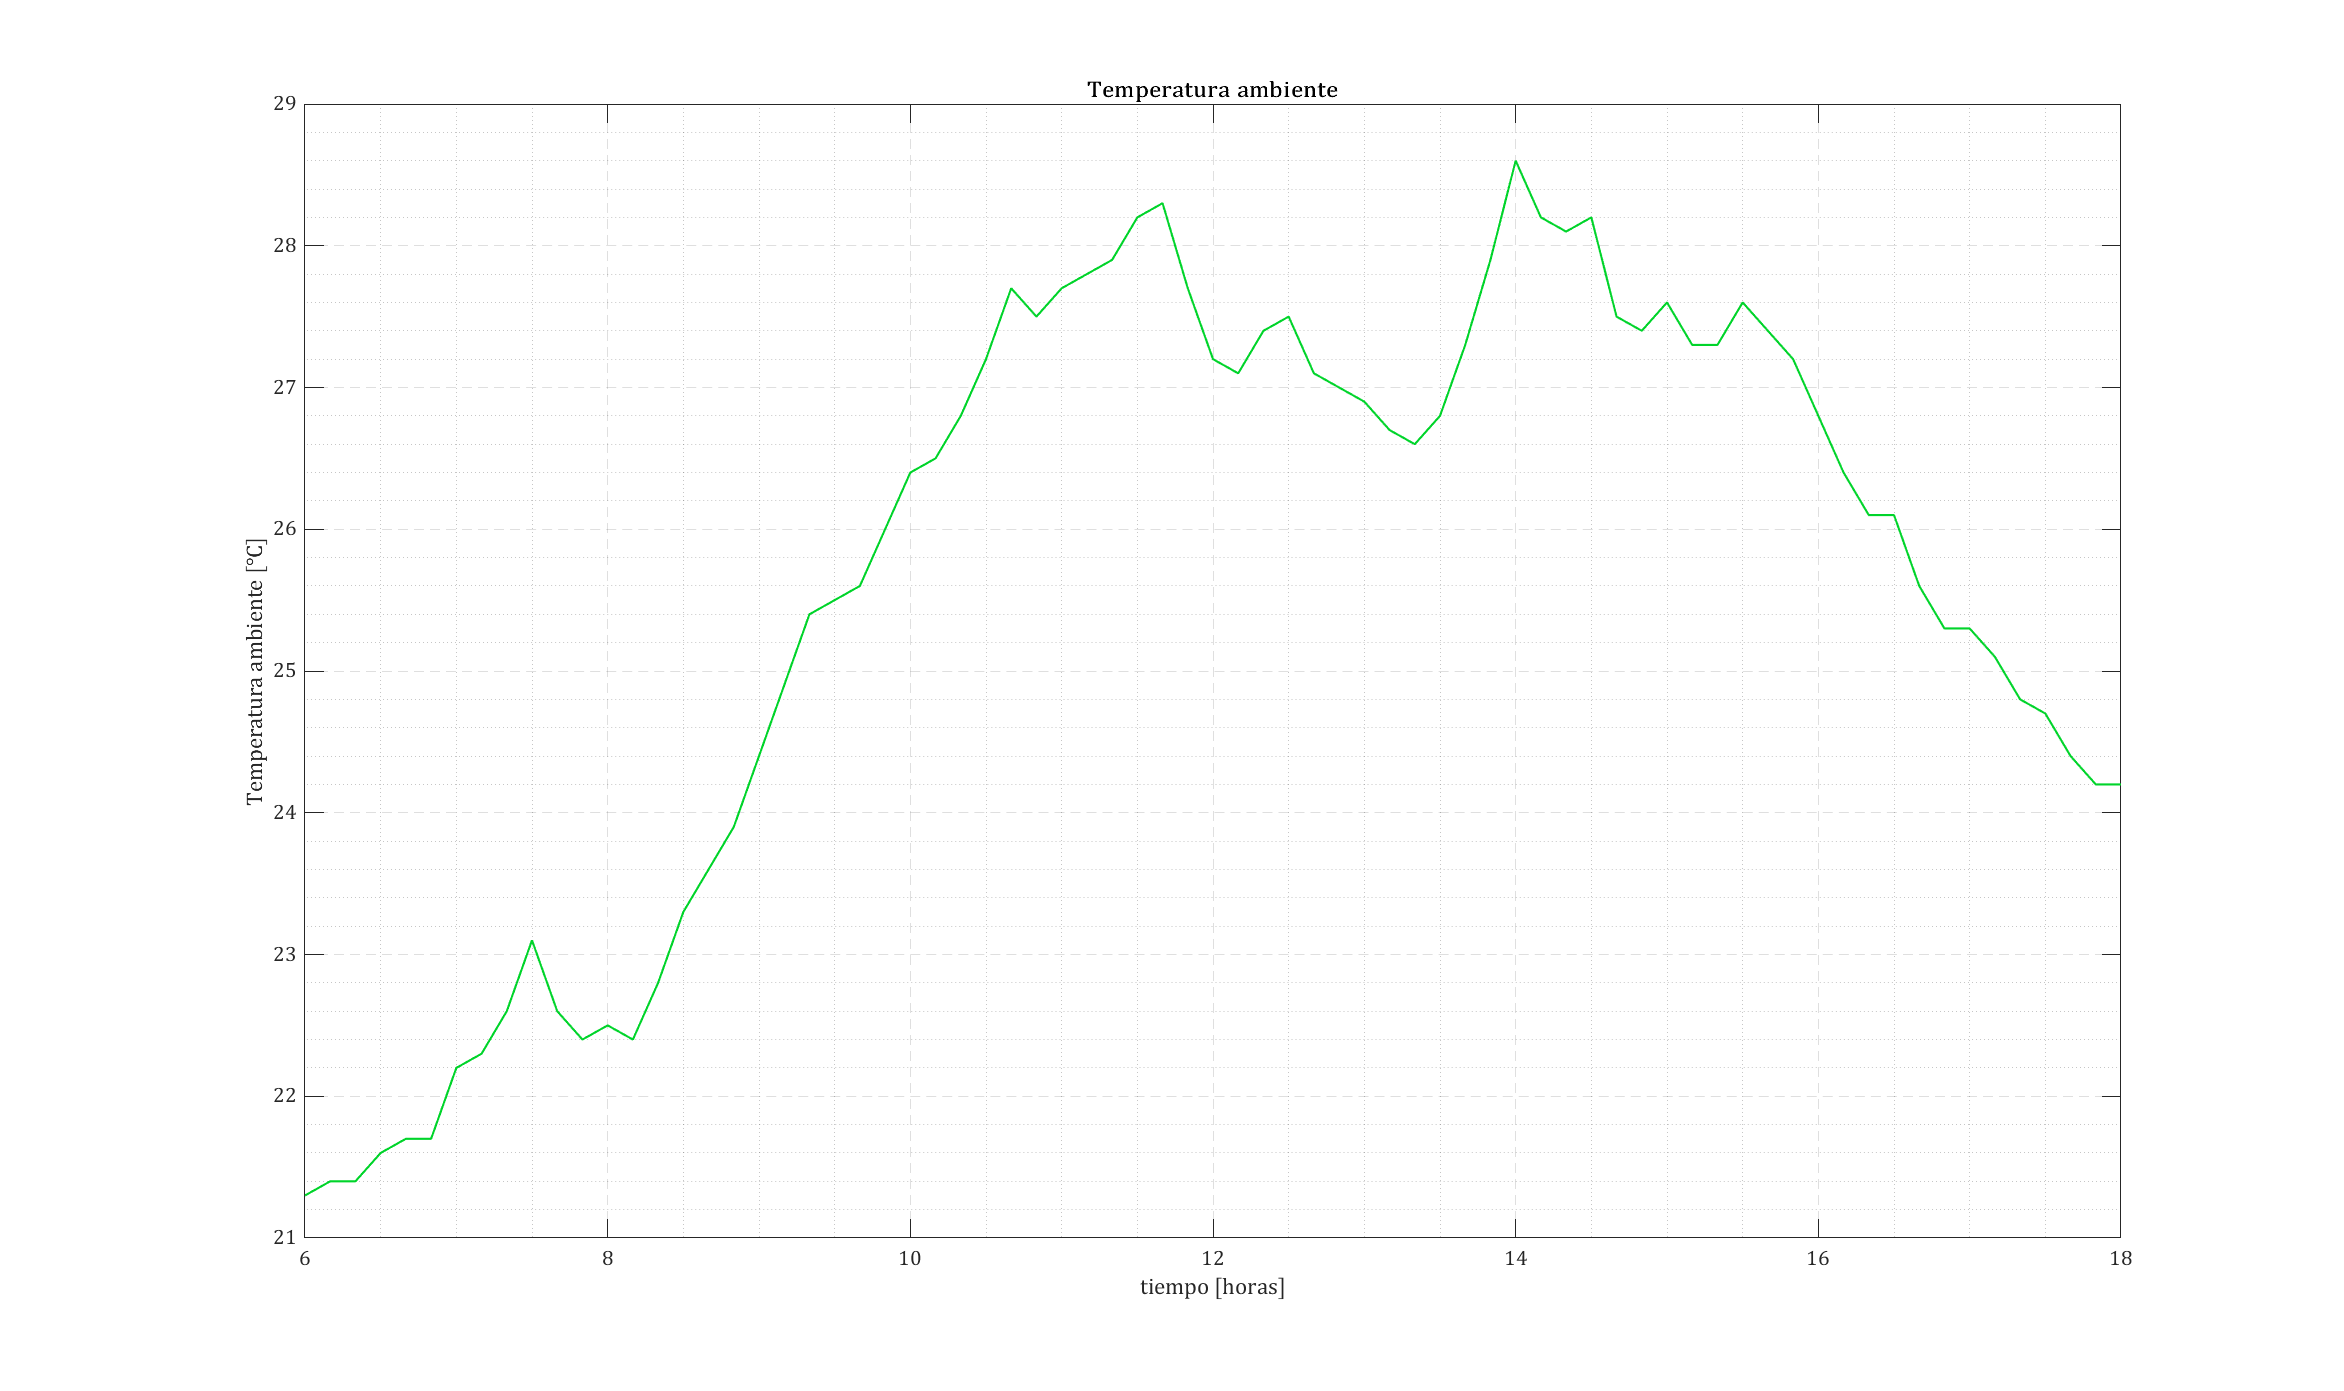 Temperatura ambiente
29
28
27
26
25
24
23
22
21
Temperatura ambiente [°C]
6 8 10 12 14 16 18
tiempo [horas]